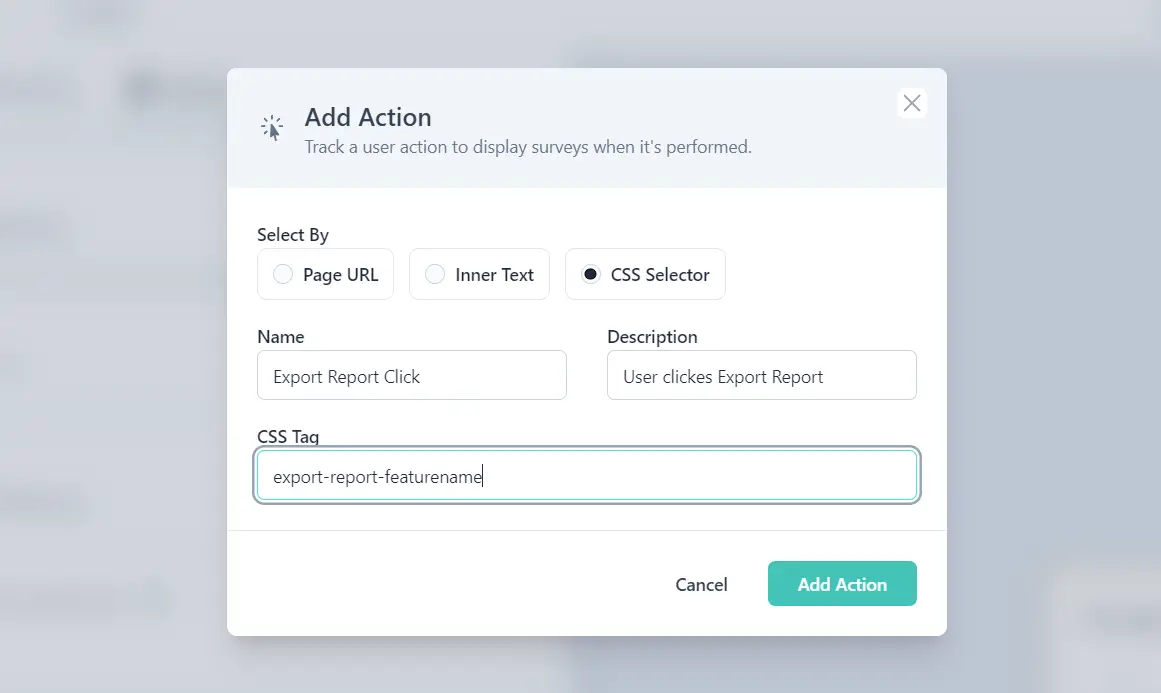 Add Action
Track a user action to display surveys when it's performed.
Select By
Page URL
Inner Text
CSS Selector
Name
Description
Export Report Click
User clickes Export Report
CSS Tag
export-report-featurename
Cancel
Add Action